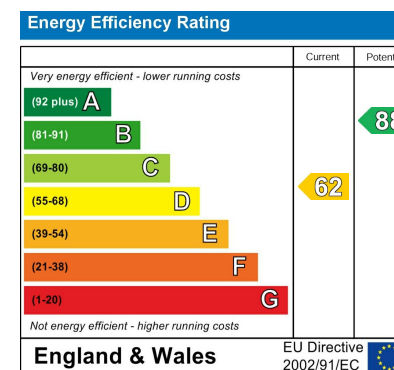 Energy Efficiency Rating
Current Potent
Very energy efficient - lower running costs
(92 plus) A
(81-91) B
88
(69-80) C
62
(55-68) D
(39-54) E
(21-38) F
(1-20) G
Not energy efficient - higher running costs
England & Wales
EU Directive
2002/91/EC